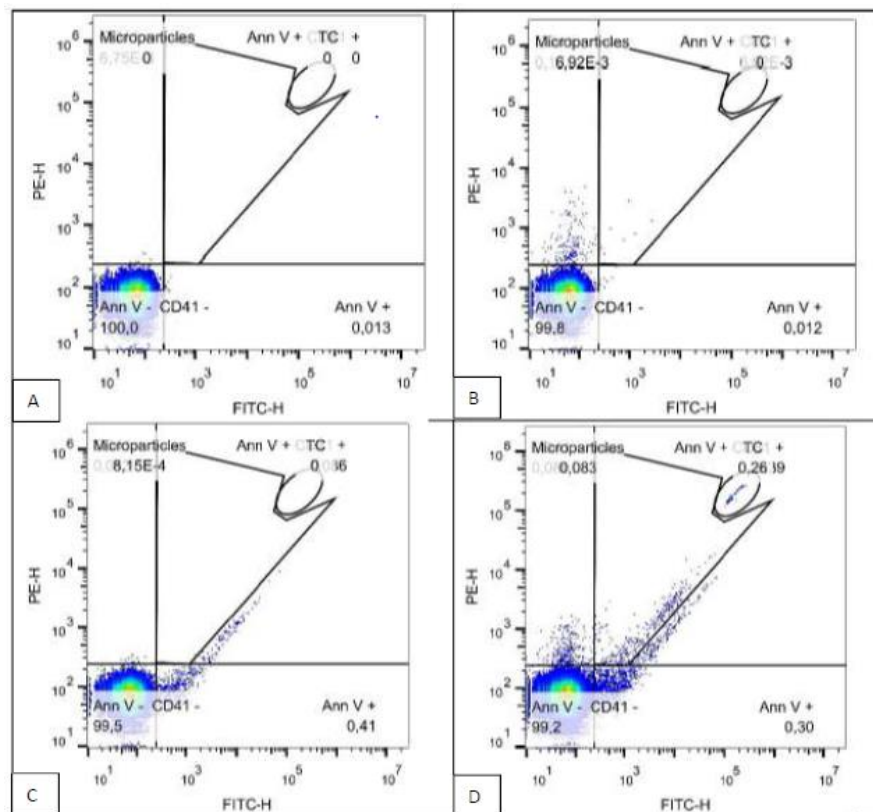 Microparticles Ann V + TC +
0 0 0
10^6
10^5
10^4
10^3
10^2
10^1
PE-H
Ann V - CD41 - Ann V +
100,0 0,013
10^1 10^3 10^5 10^7
FITC-H
A
Microparticles Ann V + TC +
6,92E-3 0 E-3
10^6
10^5
10^4
10^3
10^2
10^1
PE-H
Ann V - CD41 - Ann V +
99,8 0,012
10^1 10^3 10^5 10^7
FITC-H
B
Microparticles Ann V + TC +
8,15E-4
10^6
10^5
10^4
10^3
10^2
10^1
PE-H
Ann V - CD41 - Ann V +
99,5 0,41
10^1 10^3 10^5 10^7
FITC-H
C
Microparticles Ann V + TC +
0,083
10^6
10^5
10^4
10^3
10^2
10^1
PE-H
Ann V - CD41 - Ann V +
99,2 0,30
10^1 10^3 10^5 10^7
FITC-H
D